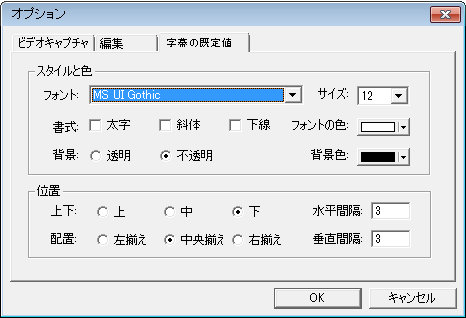 オプション
ビデオキャプチャ 編集 字幕の既定値
スタイルと色
フォント: MS UI Gothic サイズ: 12
書式: 太字 斜体 下線 フォントの色:
背景: 透明 不透明 背景色:
位置
上下: 上 中 下 水平間隔: 3
配置: 左揃え 中央揃え 右揃え 垂直間隔: 3
OK キャンセル